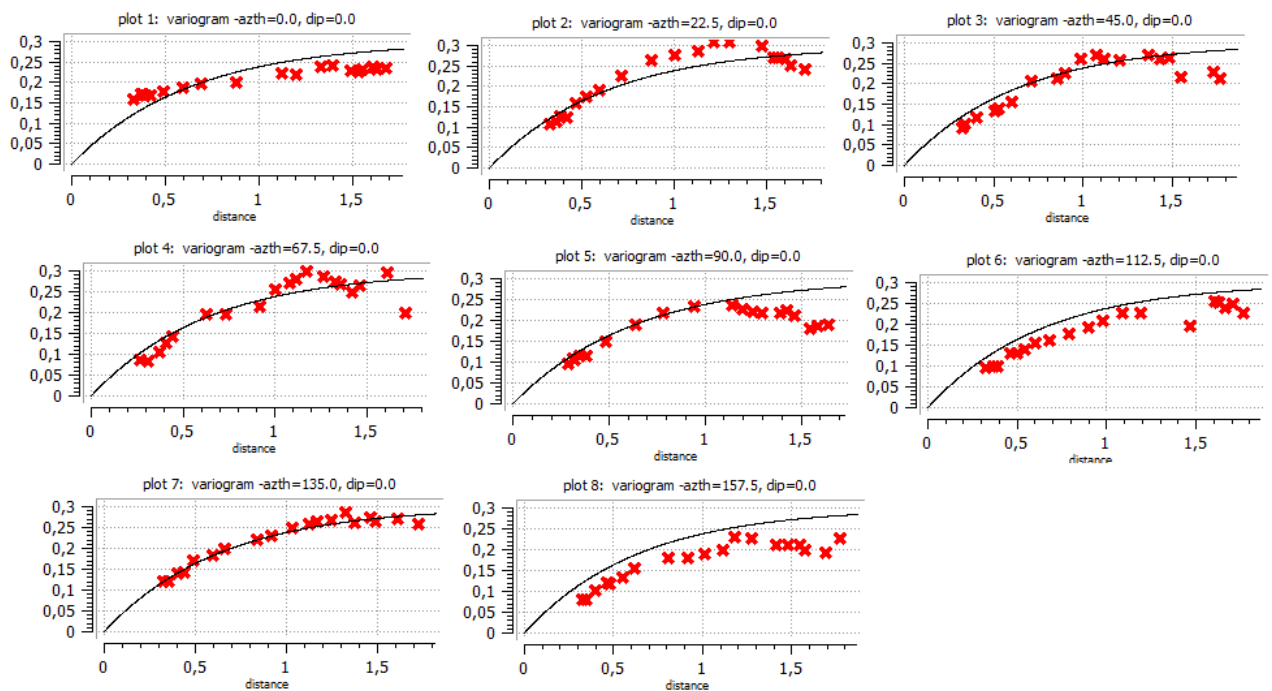 plot 1: variogram -azth=0.0, dip=0.0
0,3
0,25
0,2
0,15
0,1
0,05
0
0 0,5 1 1,5
distance
plot 2: variogram -azth=22.5, dip=0.0
0,3
0,25
0,2
0,15
0,1
0,05
0
0 0,5 1 1,5
distance
plot 3: variogram -azth=45.0, dip=0.0
0,3
0,25
0,2
0,15
0,1
0,05
0
0 0,5 1 1,5
distance
plot 4: variogram -azth=67.5, dip=0.0
0,3
0,25
0,2
0,15
0,1
0,05
0
0 0,5 1 1,5
distance
plot 5: variogram -azth=90.0, dip=0.0
0,3
0,25
0,2
0,15
0,1
0,05
0
0 0,5 1 1,5
distance
plot 6: variogram -azth=112.5, dip=0.0
0,3
0,25
0,2
0,15
0,1
0,05
0
0 0,5 1 1,5
distance
plot 7: variogram -azth=135.0, dip=0.0
0,3
0,25
0,2
0,15
0,1
0,05
0
0 0,5 1 1,5
distance
plot 8: variogram -azth=157.5, dip=0.0
0,3
0,25
0,2
0,15
0,1
0,05
0
0 0,5 1 1,5
distance